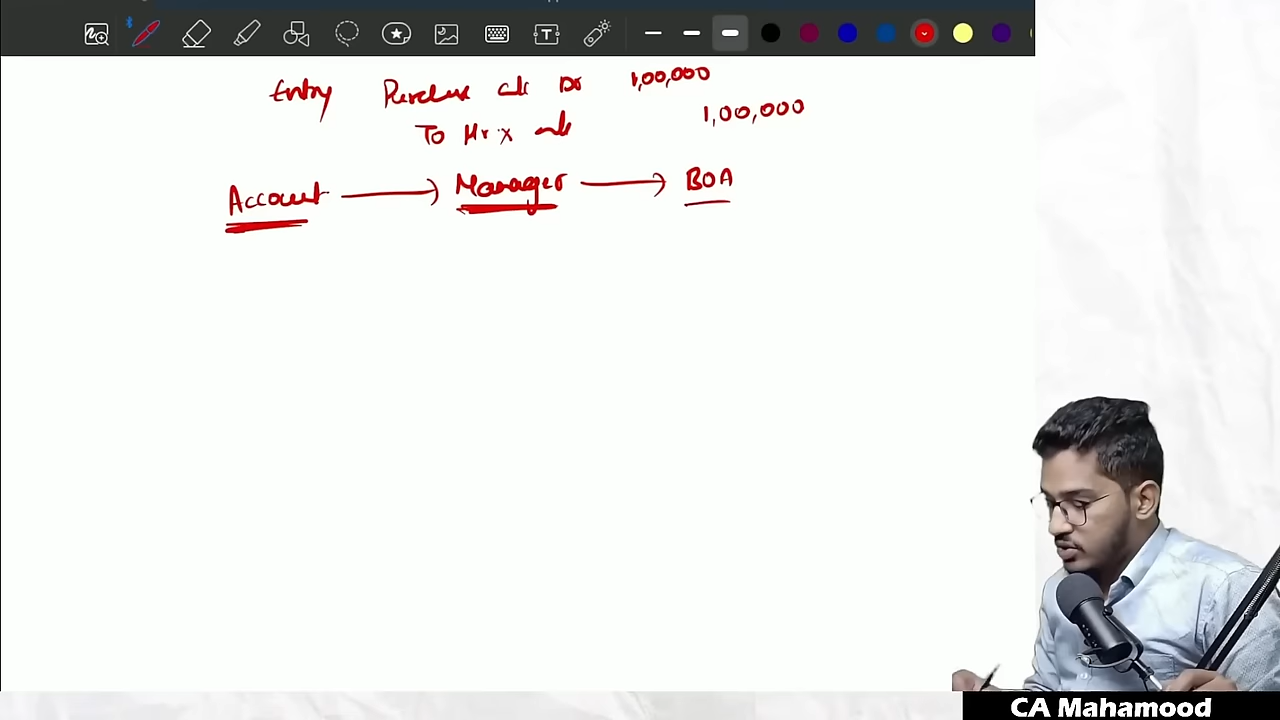 Entry Purchase a/c Dr 1,00,000
To Mr. X a/c 1,00,000
Account → Manager → BOA
CA Mahamood